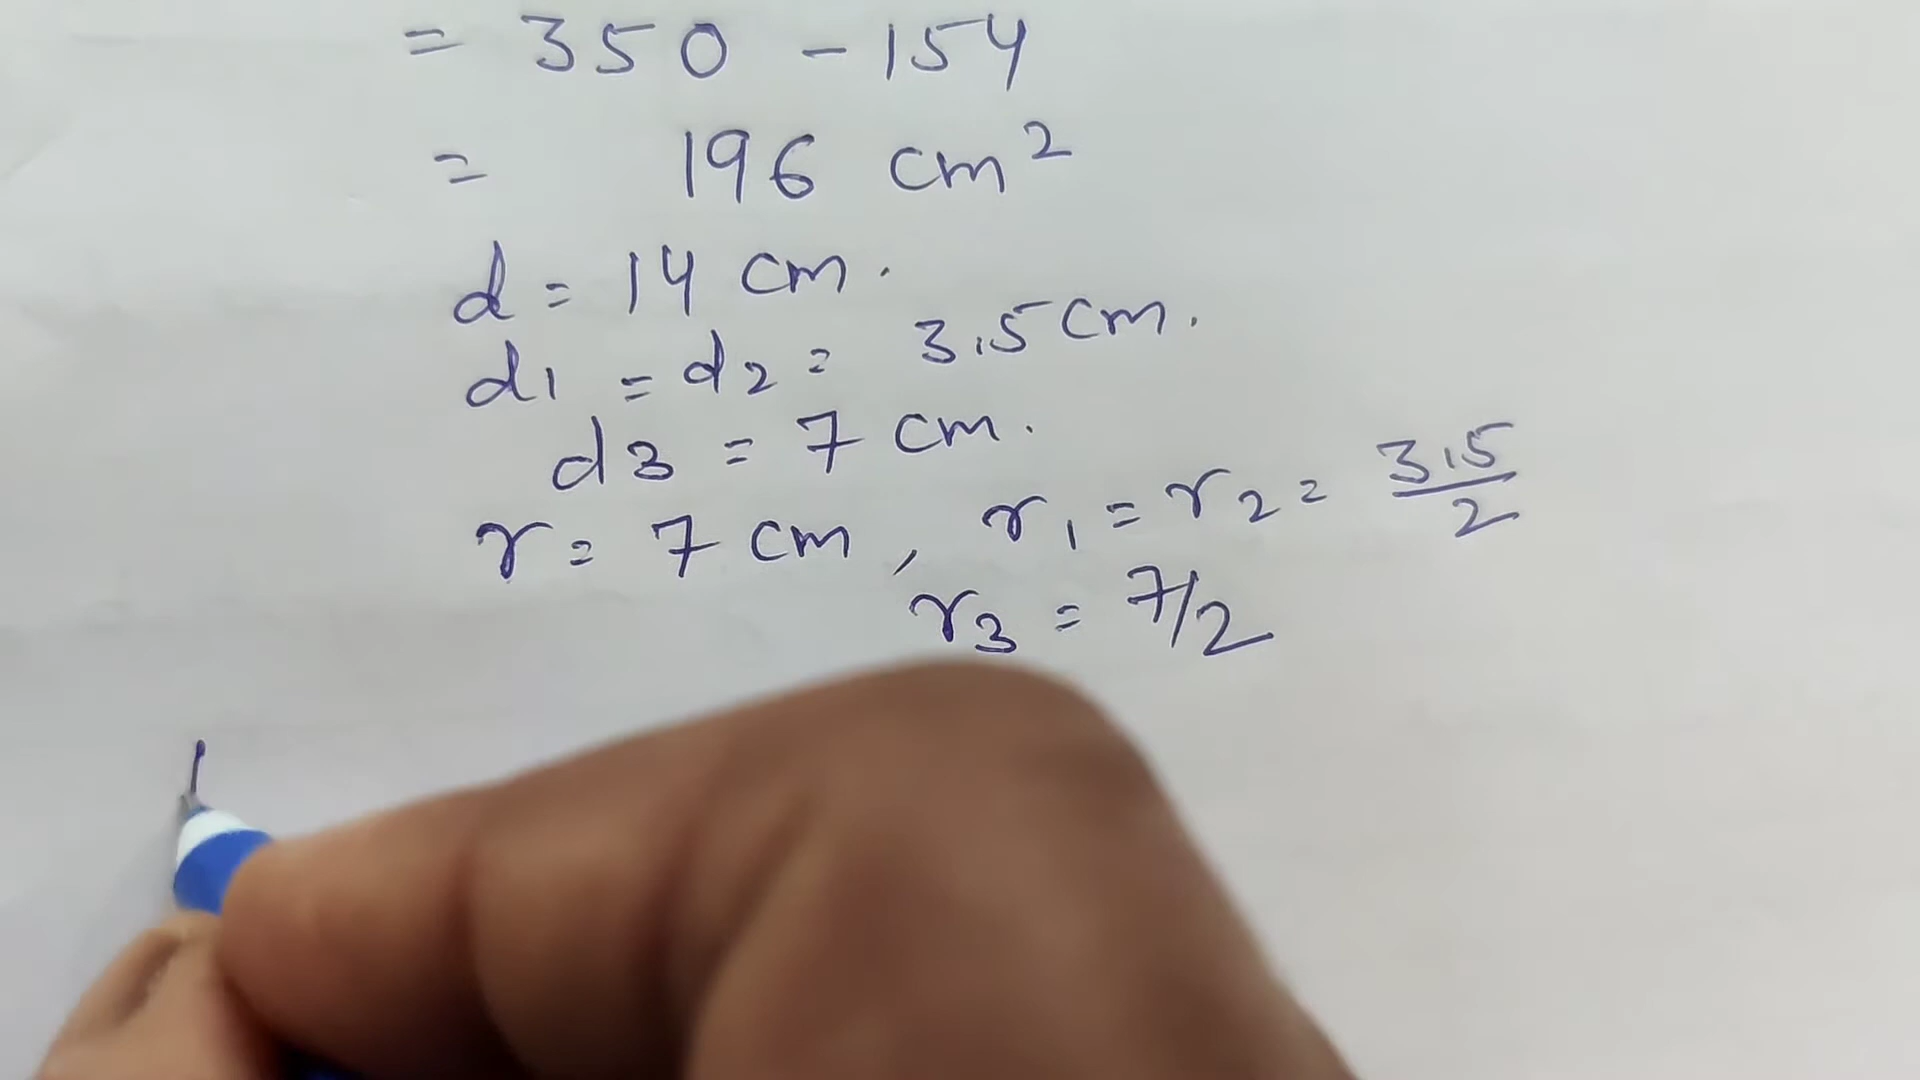 = 350 - 154
= 196 cm²
d = 14 cm.
d1 = d2 = 3.5 cm.
d3 = 7 cm.
r = 7 cm, r1 = r2 = 3.5/2
r3 = 7/2